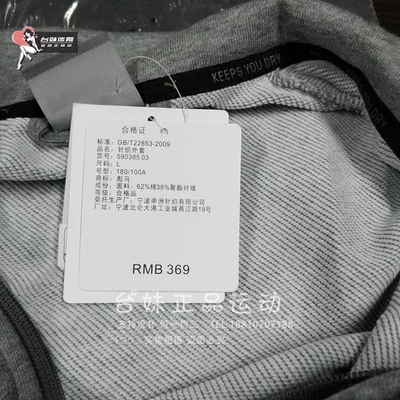 台妹体育
KEEPS YOU DRY
合格证
标准: GB/T22853-2009
品名: 针织外套
货号: 590385 03
尺码: L
号型: 180/100A
商标: 彪马
成份: 面料: 62%棉38%聚酯纤维
等级: 合格品
委托生产厂: 宁波申洲针织有限公司
厂址: 宁波北仑大港工业城甬江路18号
RMB 369
台妹正品运动